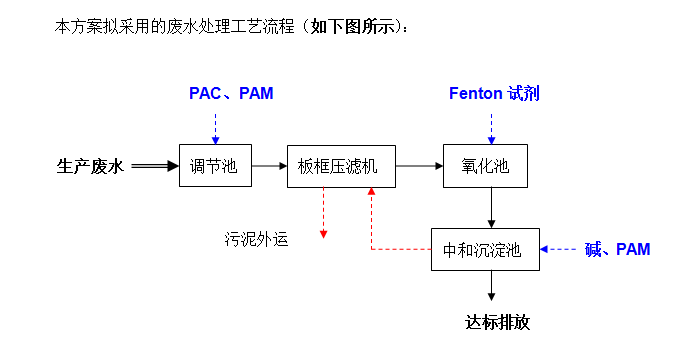 本方案拟采用的废水处理工艺流程（如下图所示）：
PAC、PAM
Fenton 试剂
生产废水
调节池
板框压滤机
氧化池
污泥外运
中和沉淀池
碱、PAM
达标排放